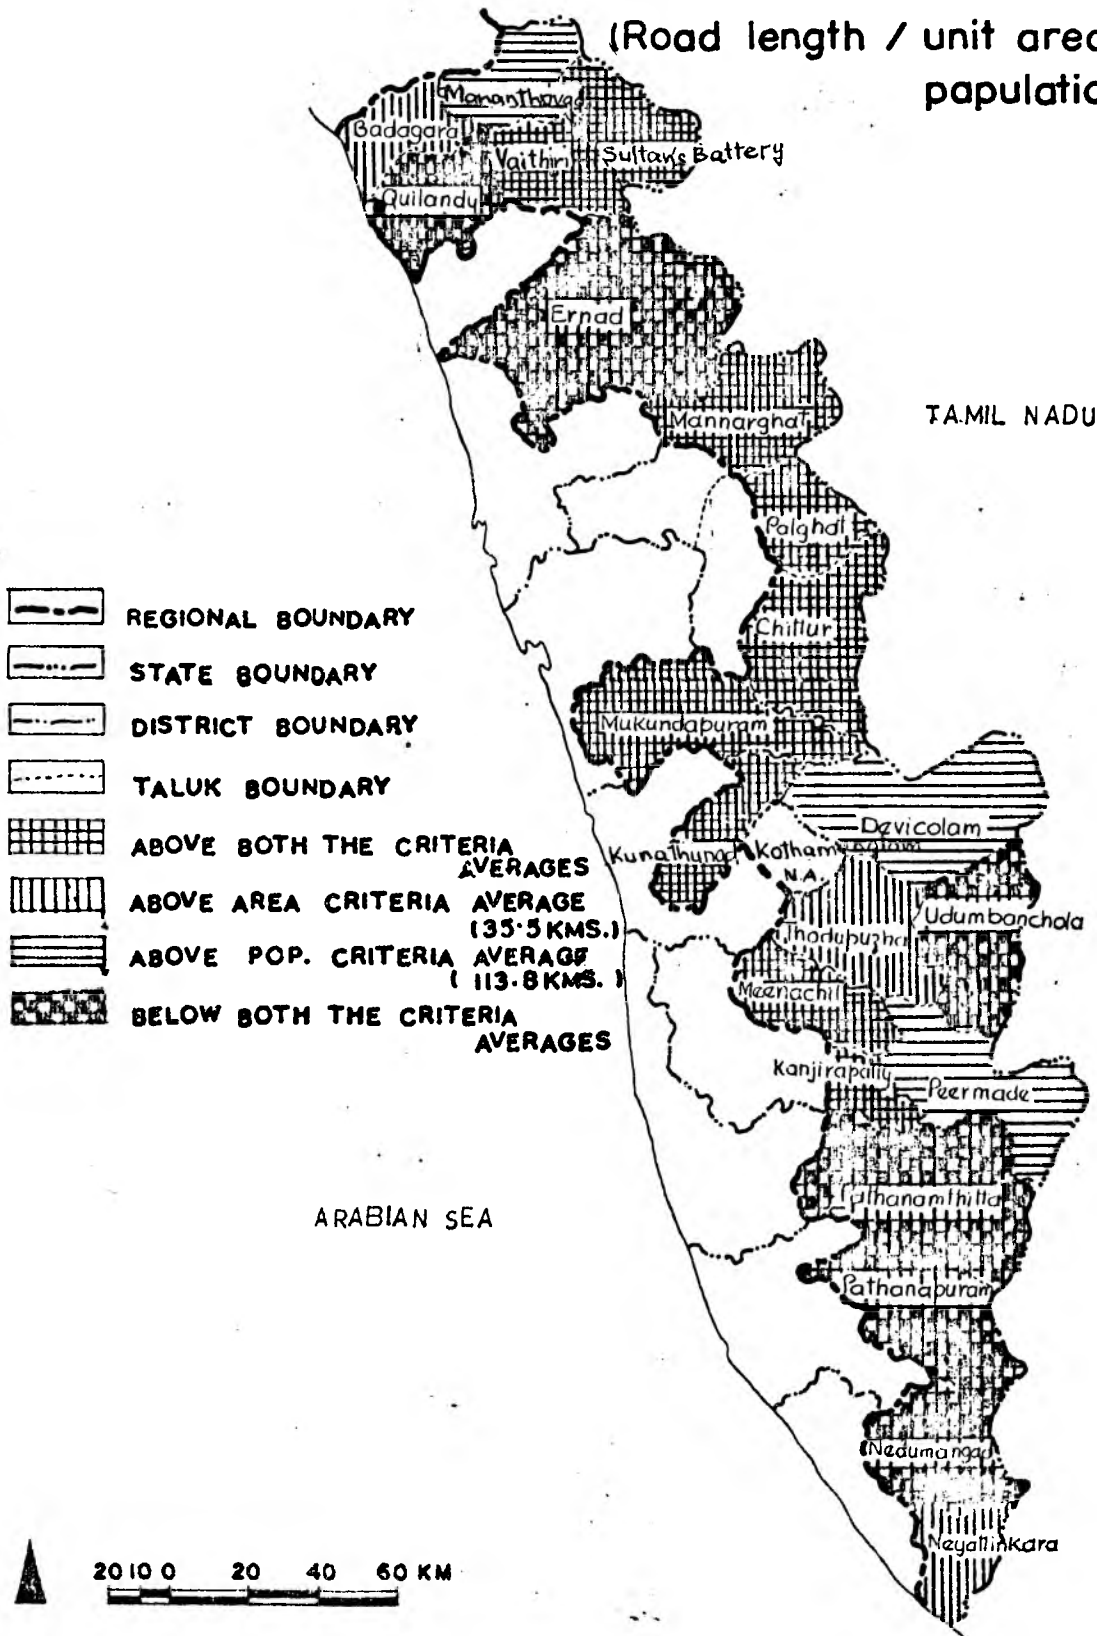 (Road length / unit area
papulatio
Mananthavad
Badagara
Vaithiri
Sultan's Battery
Quilandy
Ernad
Mannarghat
TAMIL NADU
Palghat
Chittur
Mukundapuram
Devicolam
Kunathunad
Kothamangalam
N.A.
Udumbanchola
Thodupuzha
Meenachil
Kanjirapally
Peermade
Pathanamthitta
Pathanapuram
Nedumangad
Neyattinkara
ARABIAN SEA
REGIONAL BOUNDARY
STATE BOUNDARY
DISTRICT BOUNDARY
TALUK BOUNDARY
ABOVE BOTH THE CRITERIA
AVERAGES
ABOVE AREA CRITERIA AVERAGE
(35.5 KMS.)
ABOVE POP. CRITERIA AVERAGE
( 113.8 KMS. )
BELOW BOTH THE CRITERIA
AVERAGES
20 10 0 20 40 60 KM